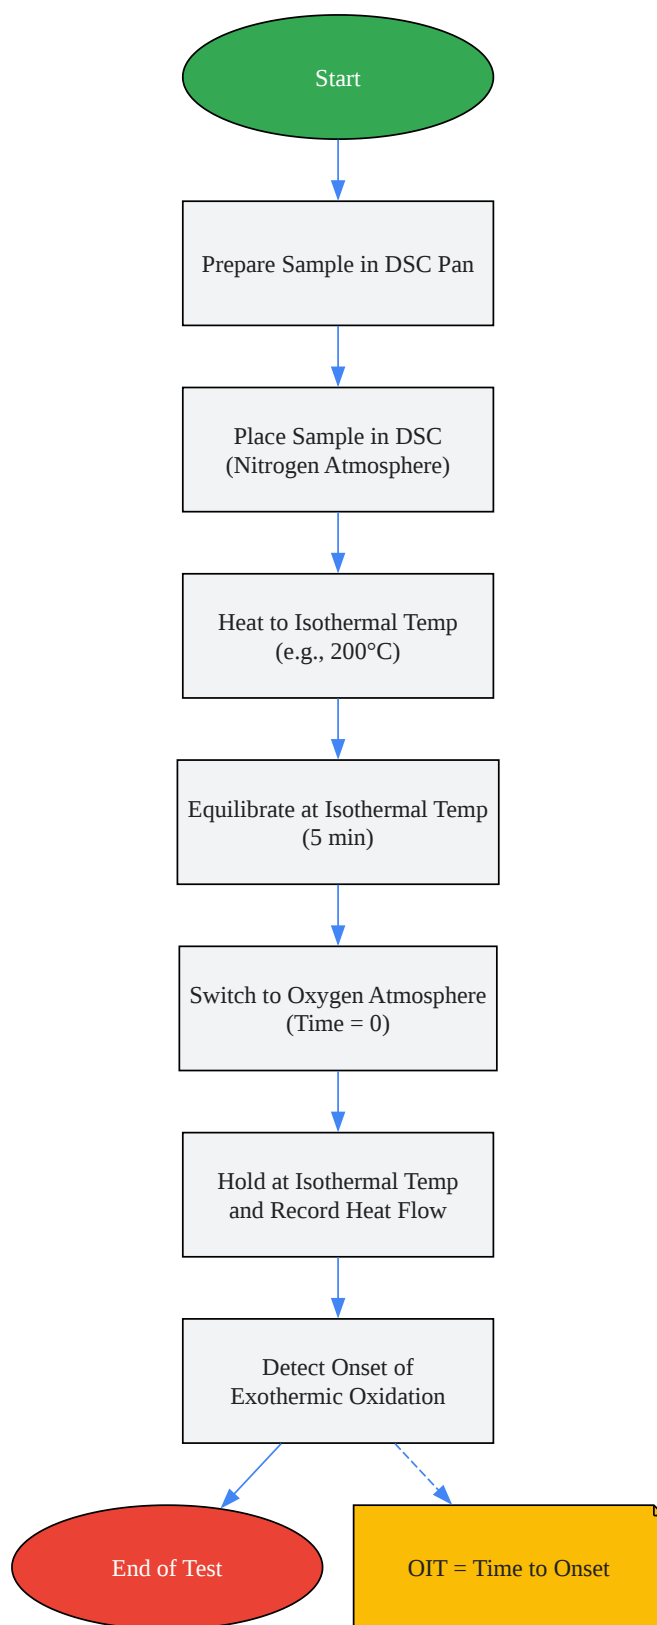 Start
Prepare Sample in DSC Pan
Place Sample in DSC
(Nitrogen Atmosphere)
Heat to Isothermal Temp
(e.g., 200°C)
Equilibrate at Isothermal Temp
(5 min)
Switch to Oxygen Atmosphere
(Time = 0)
Hold at Isothermal Temp
and Record Heat Flow
Detect Onset of
Exothermic Oxidation
End of Test
OIT = Time to Onset